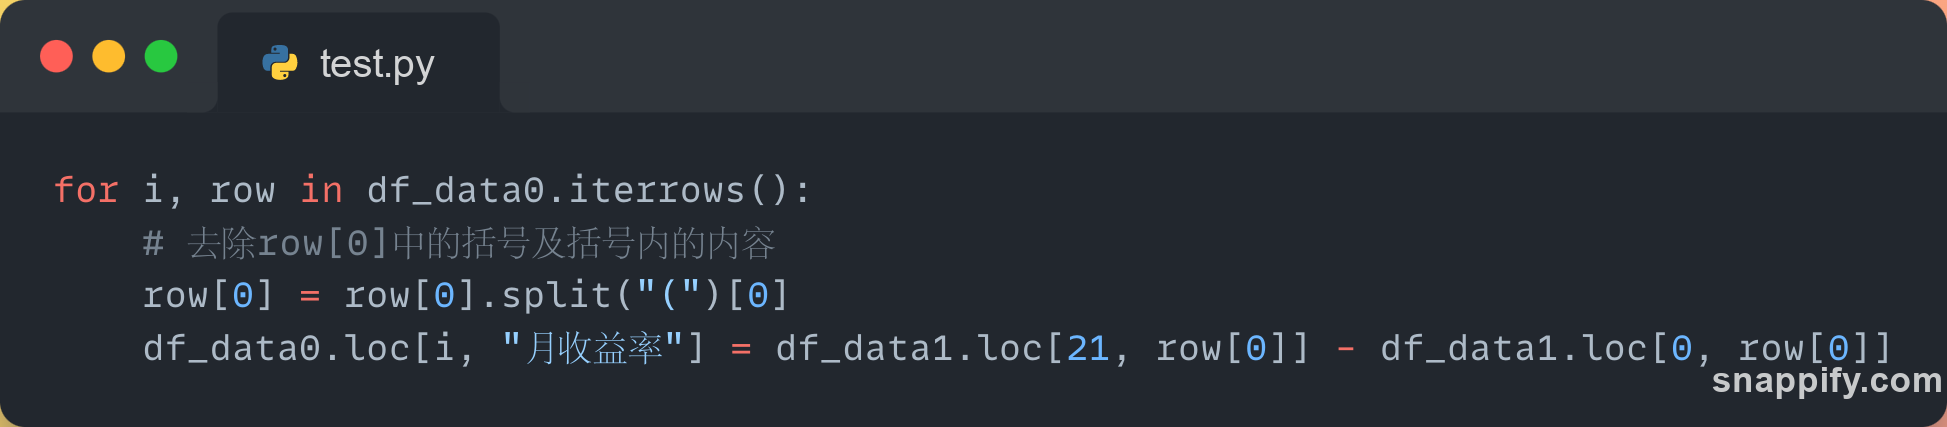 test.py
for i, row in df_data0.iterrows():
    # 去除row[0]中的括号及括号内的内容
    row[0] = row[0].split("(")[0]
    df_data0.loc[i, "月收益率"] = df_data1.loc[21, row[0]] - df_data1.loc[0, row[0]]
snappify.com